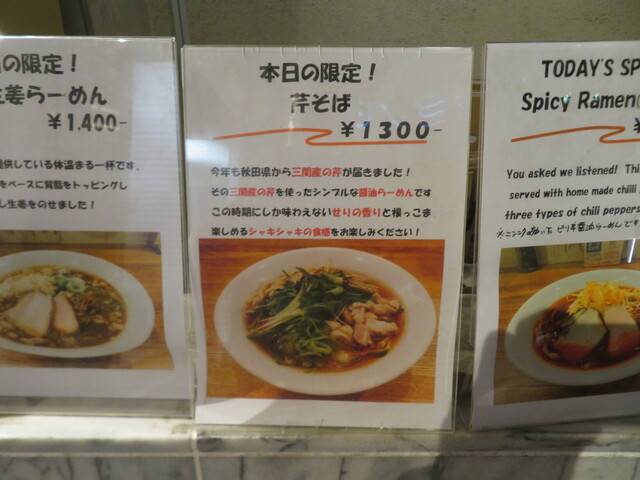 の限定！
生姜らーめん
￥1,400-
提供している体温まる一杯です。
をベースに背脂をトッピングし
し生姜をのせました！
本日の限定！
芹そば
￥1300-
今年も秋田県から三関産の芹が届きました！
その三関産の芹を使ったシンプルな醤油らーめんです
この時期にしか味わえないせりの香りと根っこま
楽しめるシャキシャキの食感をお楽しみください！
TODAY'S SP
Spicy Ramen
￥
You asked we listened! Thi
served with home made chili
three types of chili peppers